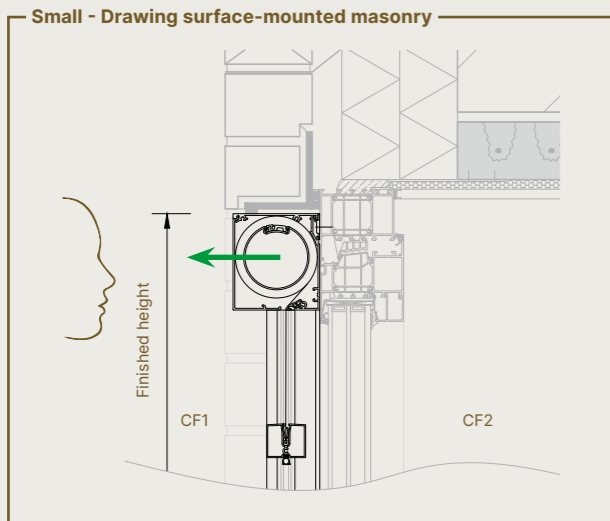 Small - Drawing surface-mounted masonry
Finished height
CF1
CF2